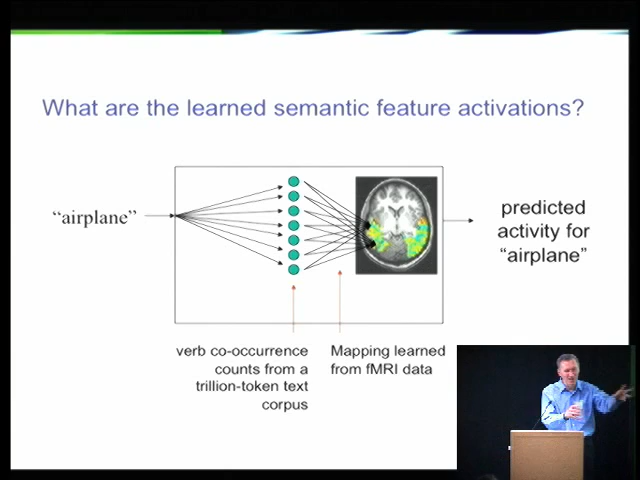 What are the learned semantic feature activations?
“airplane”
predicted
activity for
“airplane”
verb co-occurrence
counts from a
trillion-token text
corpus
Mapping learned
from fMRI data